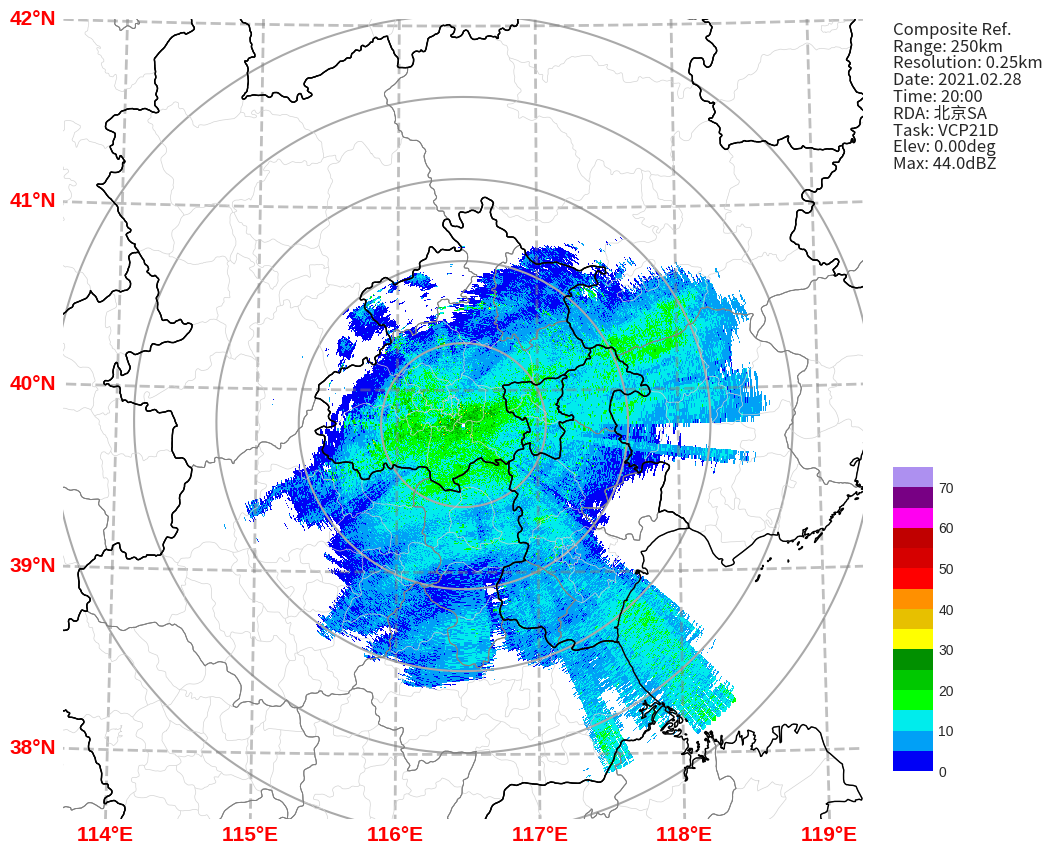 42°N
41°N
40°N
39°N
38°N
114°E 115°E 116°E 117°E 118°E 119°E
Composite Ref.
Range: 250km
Resolution: 0.25km
Date: 2021.02.28
Time: 20:00
RDA: 北京SA
Task: VCP21D
Elev: 0.00deg
Max: 44.0dBZ
70
60
50
40
30
20
10
0